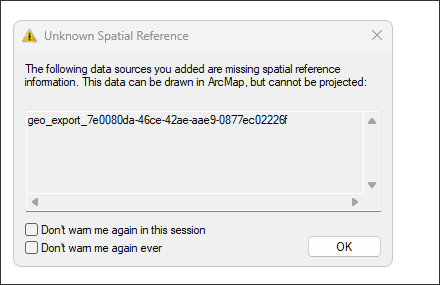 Unknown Spatial Reference
The following data sources you added are missing spatial reference
information. This data can be drawn in ArcMap, but cannot be projected:
geo_export_7e0080da-46ce-42ae-aae9-0877ec02226f
Don't warn me again in this session
Don't warn me again ever
OK